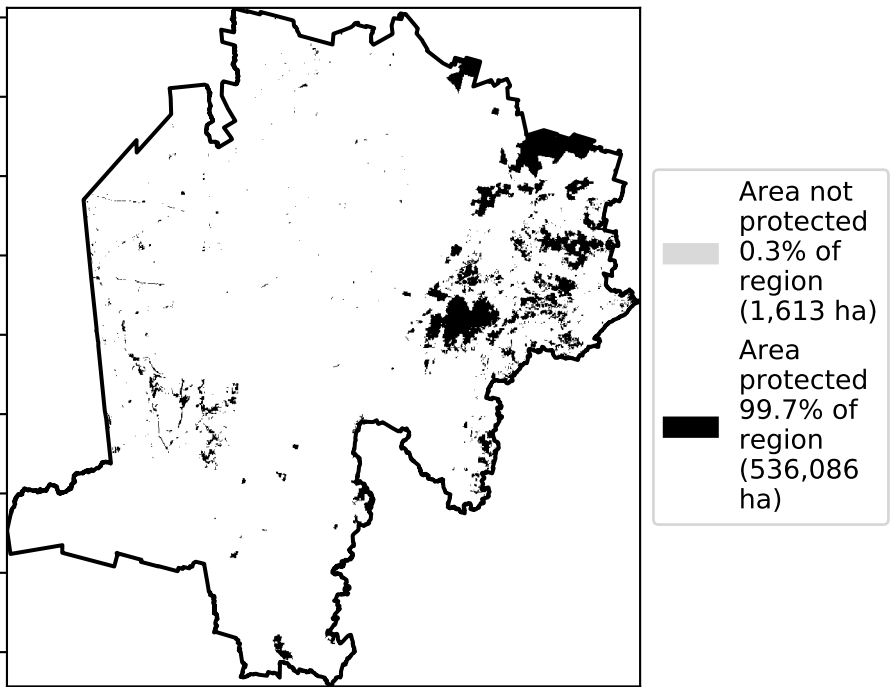 Area not
protected
0.3% of
region
(1,613 ha)
Area
protected
99.7% of
region
(536,086
ha)